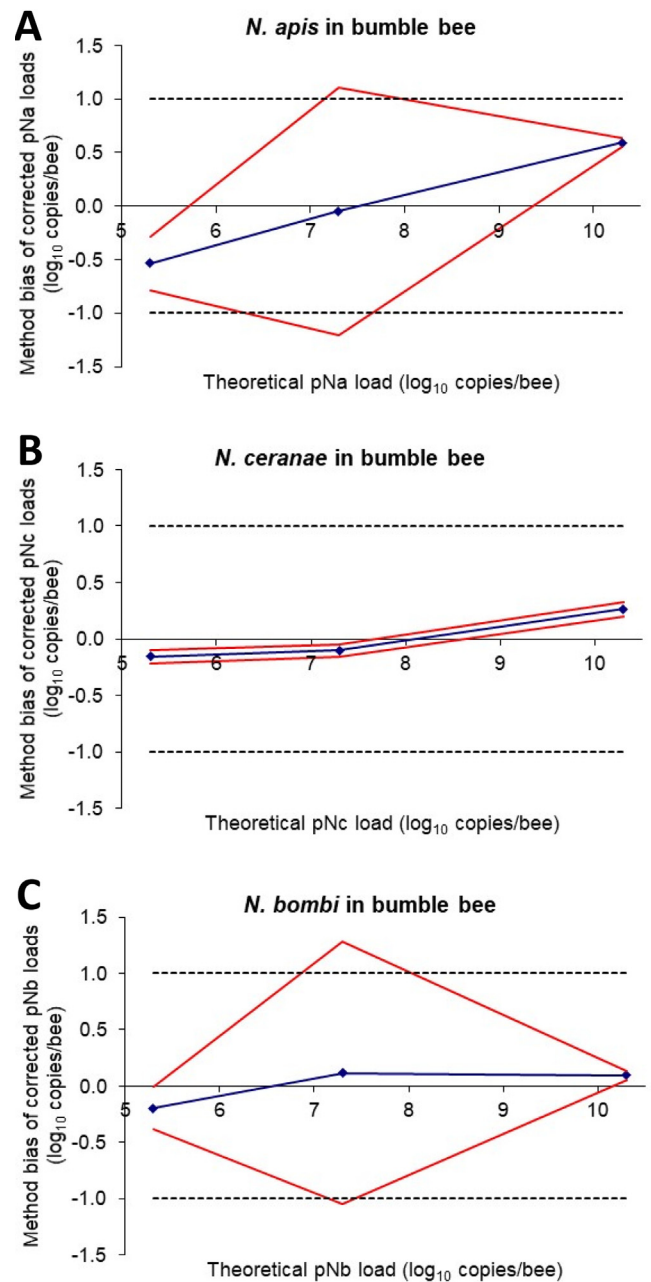 A
N. apis in bumble bee
Method bias of corrected pNa loads
(log10 copies/bee)
1.5
1.0
0.5
0.0
-0.5
-1.0
-1.5
5 6 7 8 9 10
Theoretical pNa load (log10 copies/bee)
B
N. ceranae in bumble bee
Method bias of corrected pNc loads
(log10 copies/bee)
1.5
1.0
0.5
0.0
-0.5
-1.0
-1.5
5 6 7 8 9 10
Theoretical pNc load (log10 copies/bee)
C
N. bombi in bumble bee
Method bias of corrected pNb loads
(log10 copies/bee)
1.5
1.0
0.5
0.0
-0.5
-1.0
-1.5
5 6 7 8 9 10
Theoretical pNb load (log10 copies/bee)